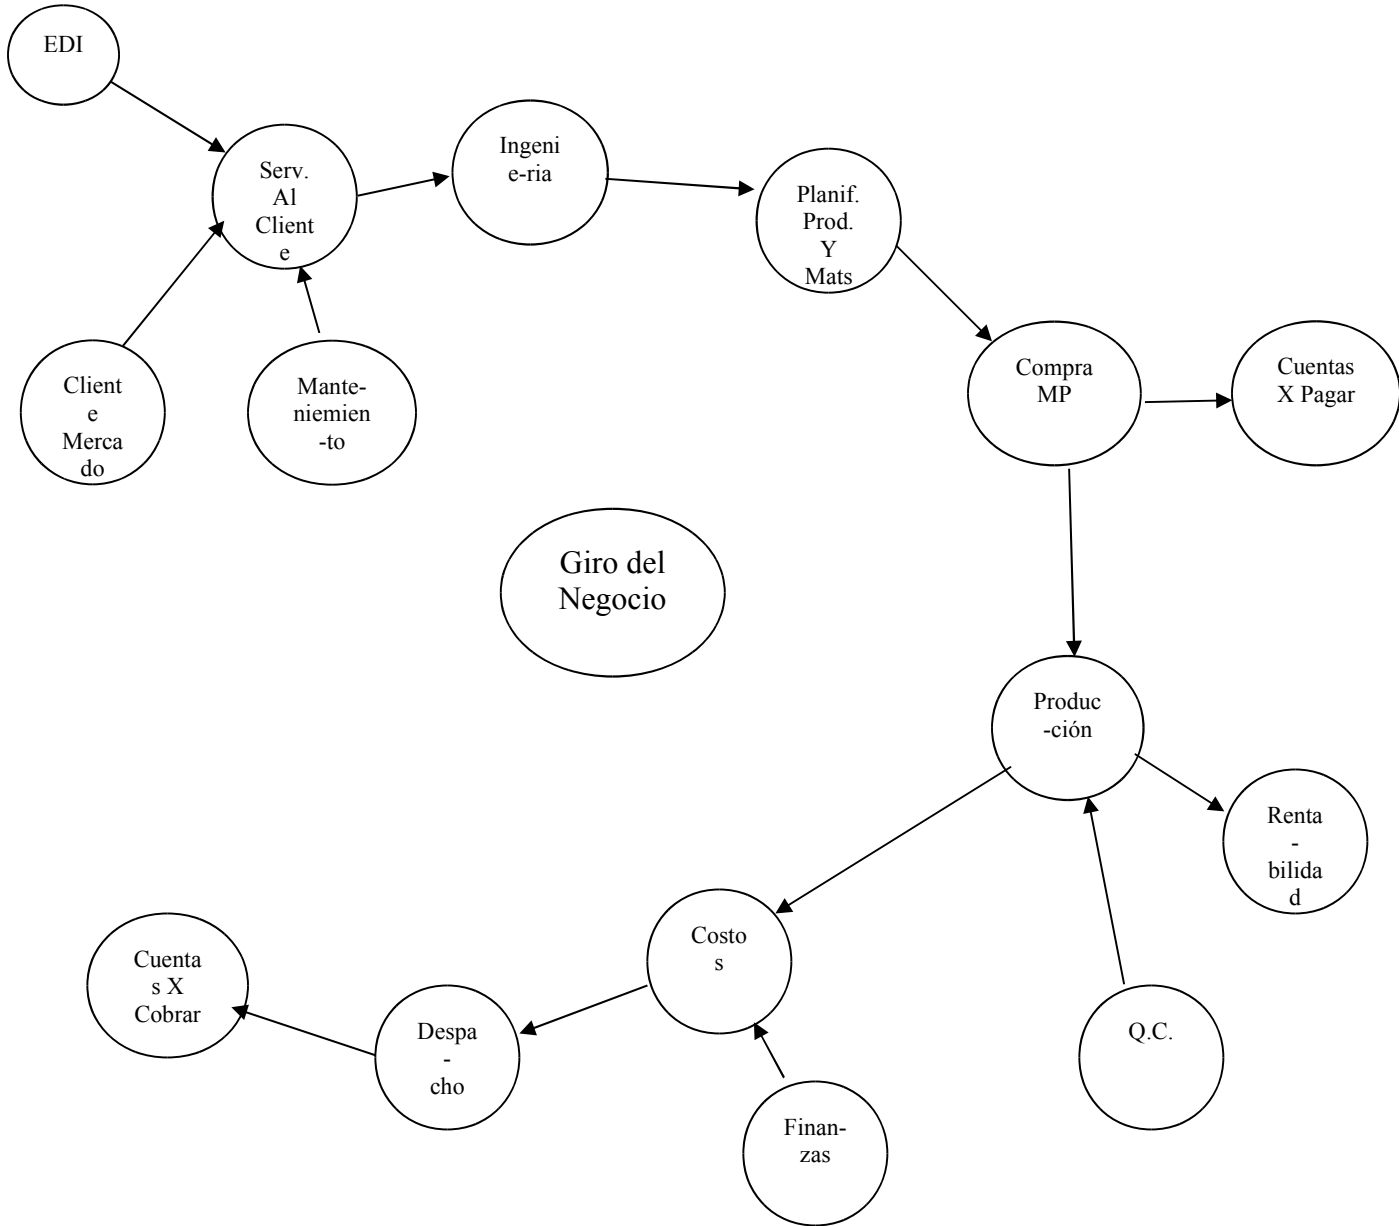 EDI
Serv.
Al
Client
e
Ingeni
e-ria
Planif.
Prod.
Y
Mats
Client
e
Merca
do
Mante-
niemien
-to
Compra
MP
Cuentas
X Pagar
Giro del
Negocio
Produc
-ción
Renta
-
bilida
d
Costo
s
Cuenta
s X
Cobrar
Despa
-
cho
Q.C.
Finan-
zas